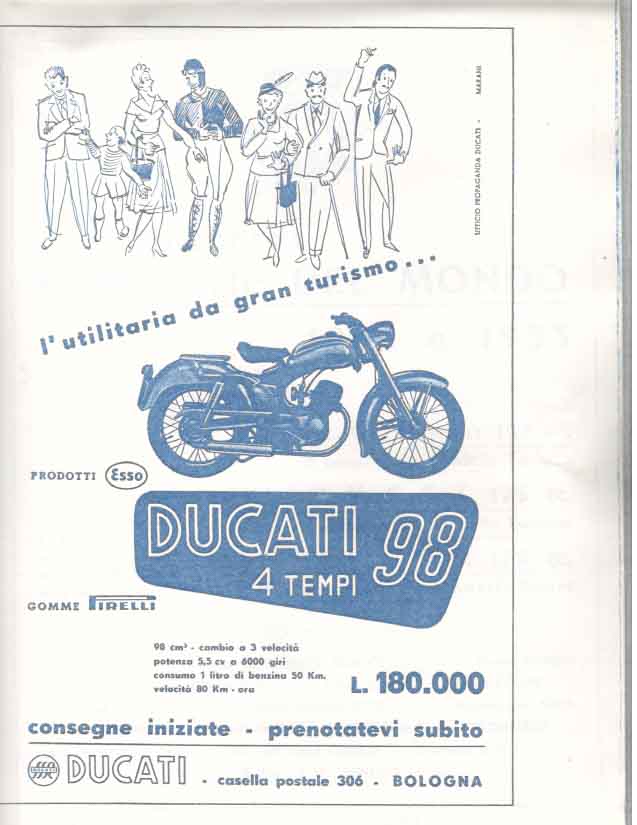 UFFICIO PROPAGANDA DUCATI - MARANI
l'utilitaria da gran turismo...
PRODOTTI Esso
DUCATI 98
4 TEMPI
GOMME PIRELLI
98 cm³ - cambio a 3 velocità
potenza 5,5 cv a 6000 giri
consumo 1 litro di benzina 50 Km.
velocità 80 Km - ora
L. 180.000
consegne iniziate - prenotatevi subito
DUCATI - casella postale 306 - BOLOGNA